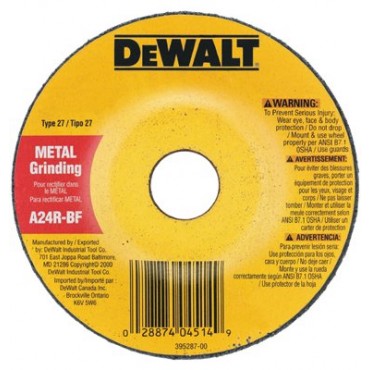 DEWALT
Type 27 / Tipo 27
METAL
Grinding
Pour rectifier dans
le METAL
Para rectificar METAL
A24R-BF
Manufactured by / Exported
by: DeWALT Industrial Tool Co.
701 East Joppa Road Baltimore,
MD 21286 Copyright© 2000
DeWalt Industrial Tool Co.
Imported by/Importé par
DeWalt Canada Inc.
Brockville Ontario
K6V 5W6
WARNING:
To Prevent Serious Injury:
Wear eye, face & body
protection / Do not drop
/ Mount & use wheel
properly per ANSI B7.1
OSHA / Use guards
AVERTISSEMENT:
Pour éviter des blessures
graves, porter un
équipement de protection
pour les yeux, visage et
corps / Ne pas laisser
tomber / Monter et utiliser la
meule correctement selon
ANSI B7.1 OSHA / Utiliser
un carter de protection
ADVERTENCIA:
Para prevenir lesión seria:
Use protección para los ojos,
cara y cuerpo / No deje caer /
Monte y use la rueda
correctamente según ANSI B7.1 OSHA
/ Use protector de la hoja
0 28874 04514 9
395287-00